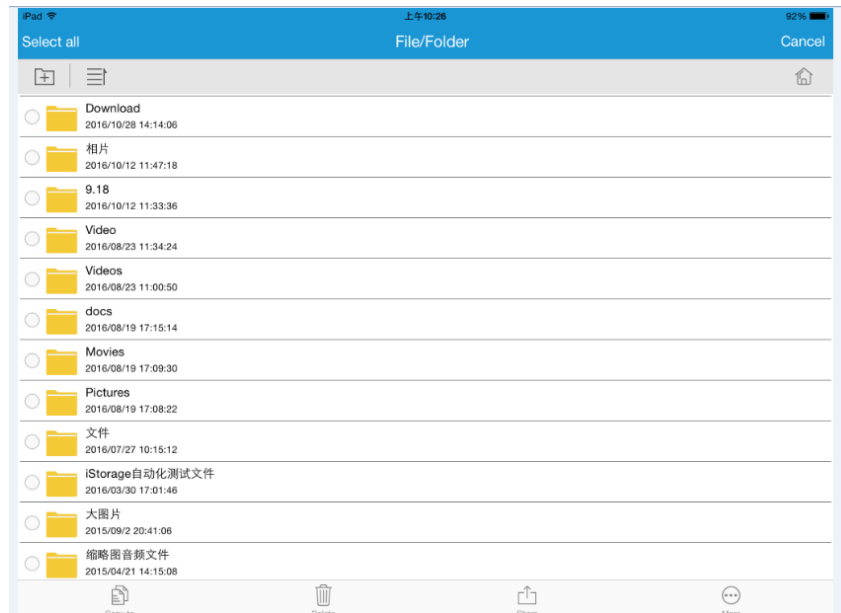 iPad 上午10:26 92%
Select all File/Folder Cancel
Download
2016/10/28 14:14:06
相片
2016/10/12 11:47:18
9.18
2016/10/12 11:33:36
Video
2016/08/23 11:34:24
Videos
2016/08/23 11:00:50
docs
2016/08/19 17:15:14
Movies
2016/08/19 17:09:30
Pictures
2016/08/19 17:08:22
文件
2016/07/27 10:15:12
iStorage自动化测试文件
2016/03/30 17:01:46
大图片
2015/09/2 20:41:06
缩略图音频文件
2015/04/21 14:15:08